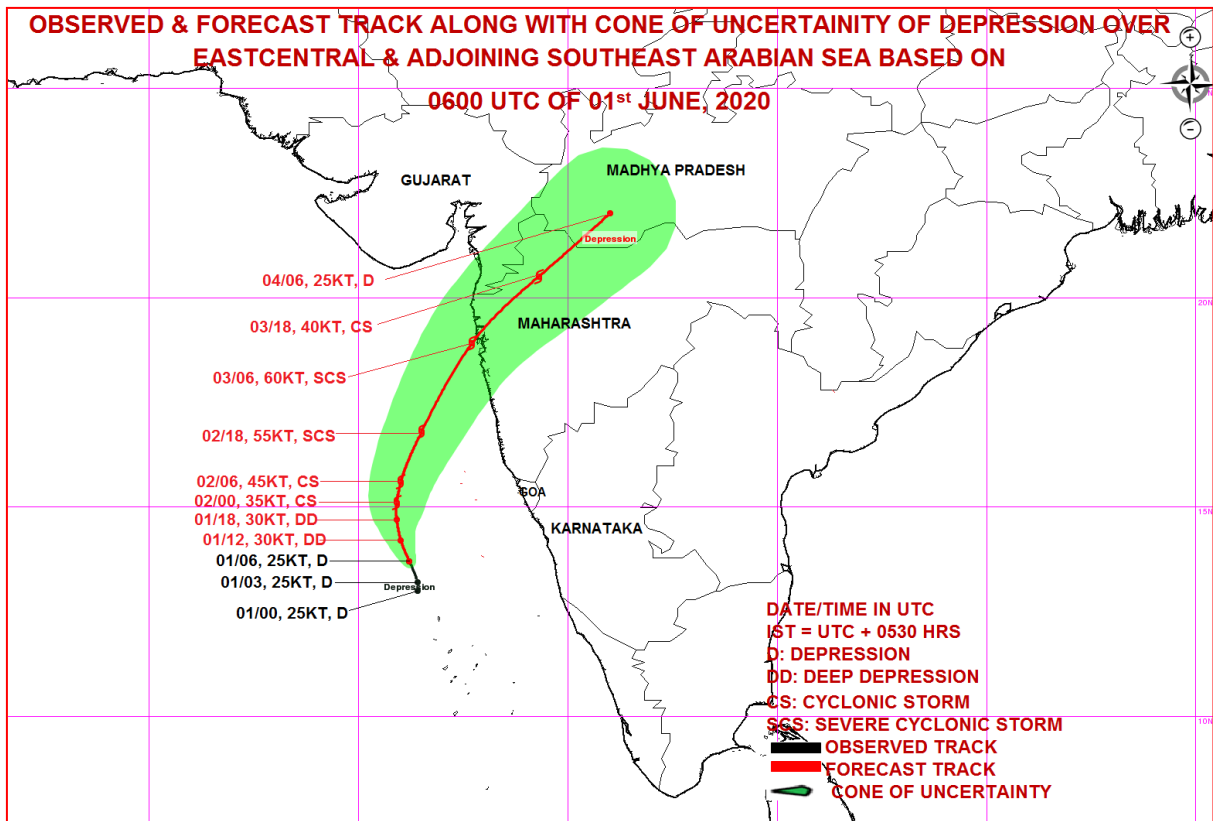 OBSERVED & FORECAST TRACK ALONG WITH CONE OF UNCERTAINITY OF DEPRESSION OVER
EASTCENTRAL & ADJOINING SOUTHEAST ARABIAN SEA BASED ON
0600 UTC OF 01st JUNE, 2020
GUJARAT
MADHYA PRADESH
Depression
04/06, 25KT, D
20N
03/18, 40KT, CS
MAHARASHTRA
03/06, 60KT, SCS
02/18, 55KT, SCS
02/06, 45KT, CS
GOA
02/00, 35KT, CS
15N
01/18, 30KT, DD
KARNATAKA
01/12, 30KT, DD
01/06, 25KT, D
01/03, 25KT, D
Depression
01/00, 25KT, D
DATE/TIME IN UTC
IST = UTC + 0530 HRS
D: DEPRESSION
DD: DEEP DEPRESSION
CS: CYCLONIC STORM
SCS: SEVERE CYCLONIC STORM
10N
OBSERVED TRACK
FORECAST TRACK
CONE OF UNCERTAINTY